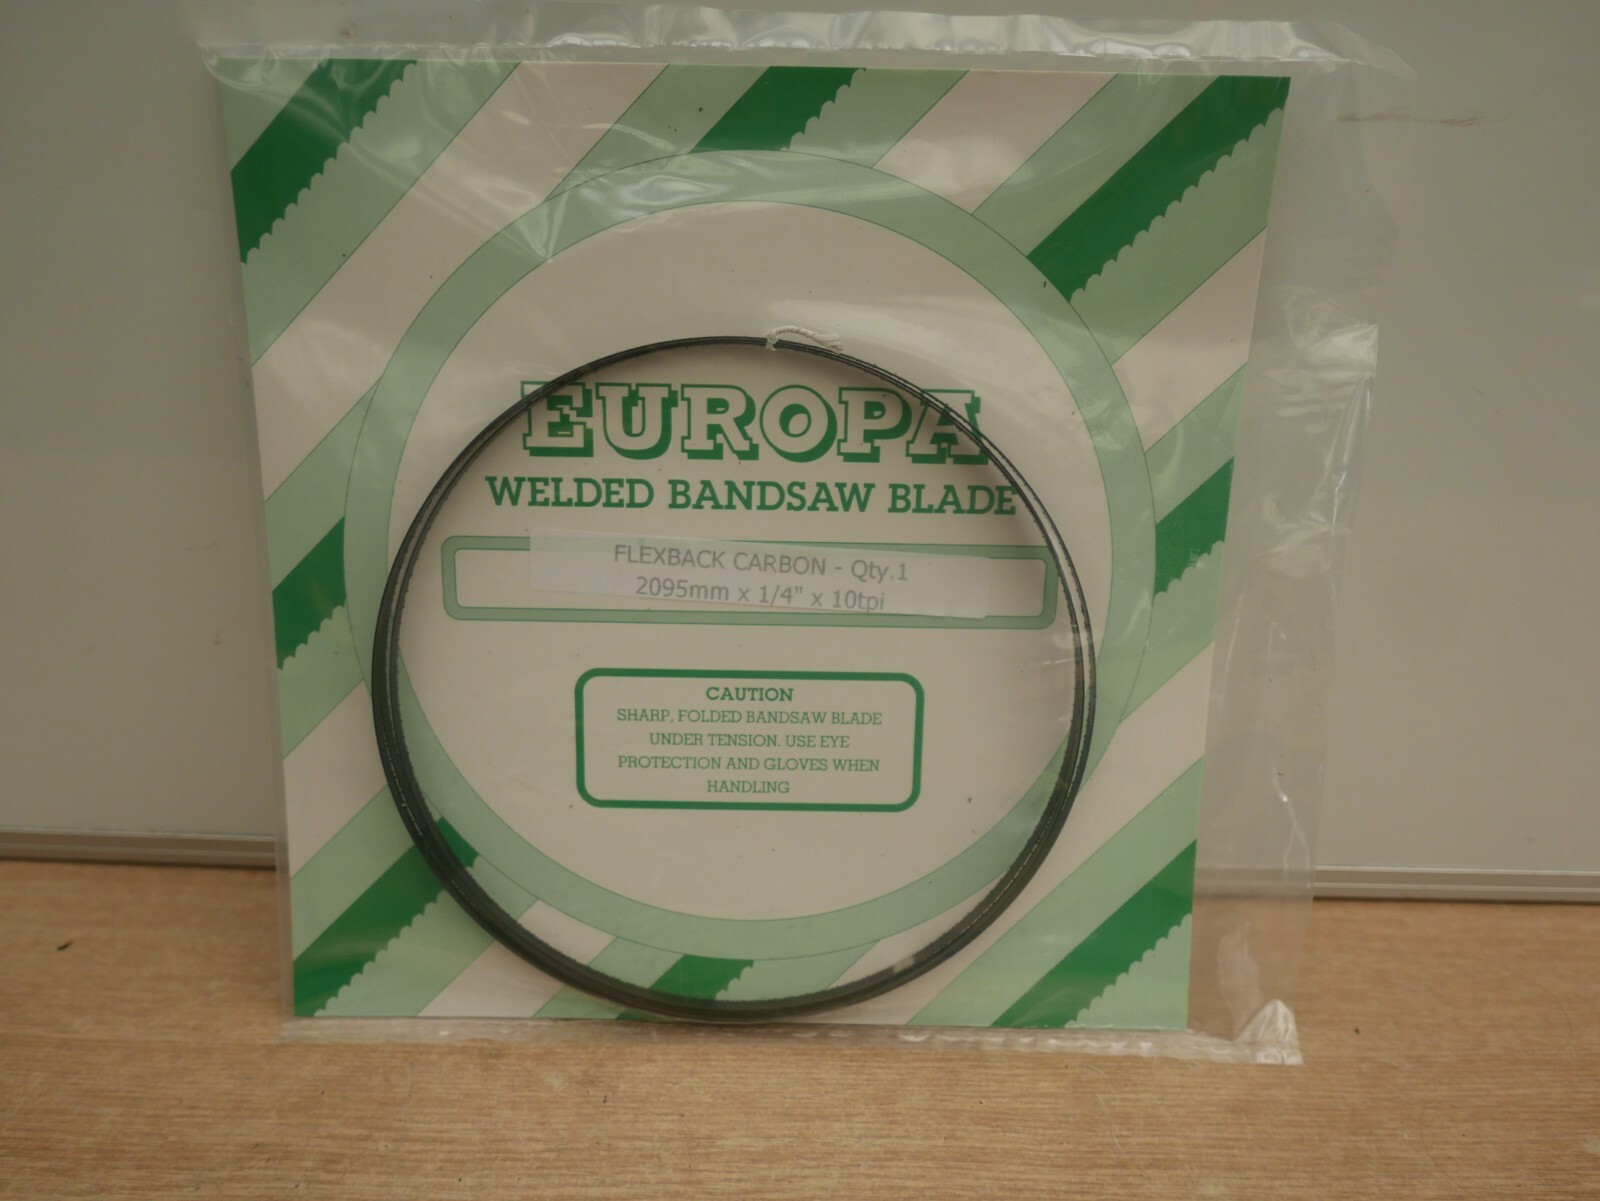 EUROPA
WELDED BANDSAW BLADE
FLEXBACK CARBON - Qty.1
2095mm x 1/4" x 10tpi
CAUTION
SHARP, FOLDED BANDSAW BLADE
UNDER TENSION. USE EYE
PROTECTION AND GLOVES WHEN
HANDLING